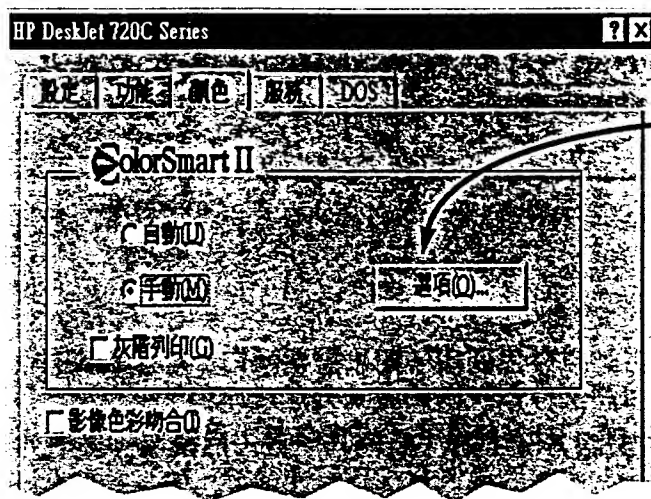 HP DeskJet 720C Series
設定 功能 顏色 服務 DOS
ColorSmart II
自動(U)
手動(M)
選項(O)...
灰階列印(G)
影像色彩吻合(I)